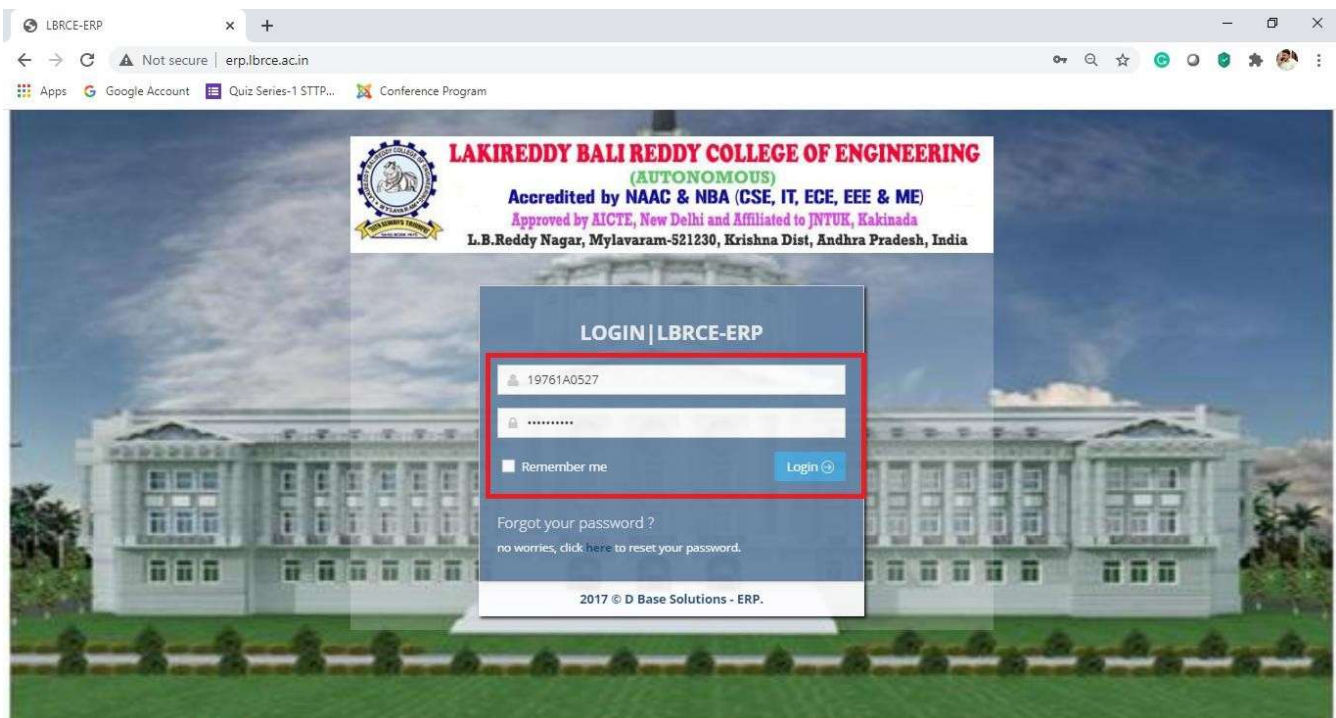 LBRCE-ERP
Not secure | erp.lbrce.ac.in
Apps Google Account Quiz Series-1 STTP... Conference Program
LAKIREDDY BALI REDDY COLLEGE OF ENGINEERING
(AUTONOMOUS)
Accredited by NAAC & NBA (CSE, IT, ECE, EEE & ME)
Approved by AICTE, New Delhi and Affiliated to JNTUK, Kakinada
L.B.Reddy Nagar, Mylavaram-521230, Krishna Dist, Andhra Pradesh, India
LOGIN|LBRCE-ERP
19761A0527
••••••••••
Remember me Login
Forgot your password ?
no worries, click here to reset your password.
2017 © D Base Solutions - ERP.